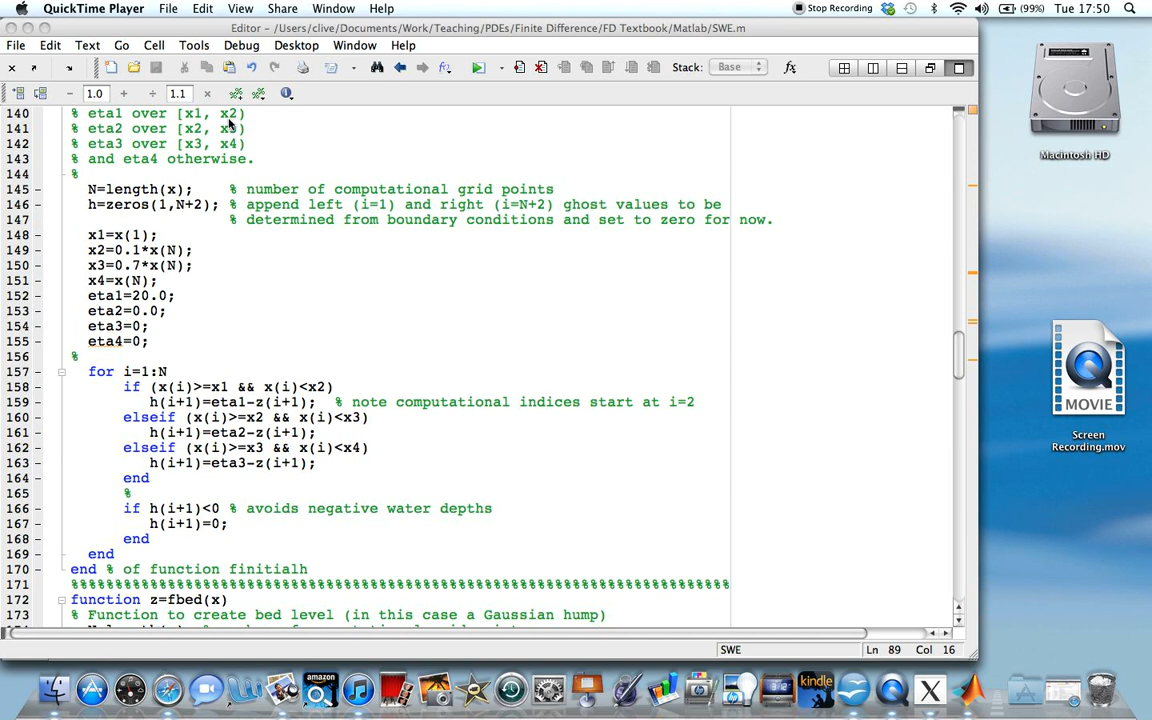 QuickTime Player File Edit View Share Window Help Stop Recording (99%) Tue 17:50
Editor - /Users/clive/Documents/Work/Teaching/PDEs/Finite Difference/FD Textbook/Matlab/SWE.m
File Edit Text Go Cell Tools Debug Desktop Window Help
Stack: Base fx
− 1.0 + ÷ 1.1 ×
140 % eta1 over [x1, x2)
141 % eta2 over [x2, x3)
142 % eta3 over [x3, x4)
143 % and eta4 otherwise.
144 %
145 - N=length(x); % number of computational grid points
146 - h=zeros(1,N+2); % append left (i=1) and right (i=N+2) ghost values to be
147 % determined from boundary conditions and set to zero for now.
148 - x1=x(1);
149 - x2=0.1*x(N);
150 - x3=0.7*x(N);
151 - x4=x(N);
152 - eta1=20.0;
153 - eta2=0.0;
154 - eta3=0;
155 - eta4=0;
156 %
157 - for i=1:N
158 - if (x(i)>=x1 && x(i)<x2)
159 - h(i+1)=eta1-z(i+1); % note computational indices start at i=2
160 - elseif (x(i)>=x2 && x(i)<x3)
161 - h(i+1)=eta2-z(i+1);
162 - elseif (x(i)>=x3 && x(i)<x4)
163 - h(i+1)=eta3-z(i+1);
164 - end
165 %
166 - if h(i+1)<0 % avoids negative water depths
167 - h(i+1)=0;
168 - end
169 - end
170 - end % of function finitialh
171 %%%%%%%%%%%%%%%%%%%%%%%%%%%%%%%%%%%%%%%%%%%%%%%%%%%%%%%%%%%%%%%%%%%%%%%%%%%
172 function z=fbed(x)
173 % Function to create bed level (in this case a Gaussian hump)
SWE Ln 89 Col 16
Macintosh HD
MOVIE
Screen
Recording.mov
amazon
kindle
X